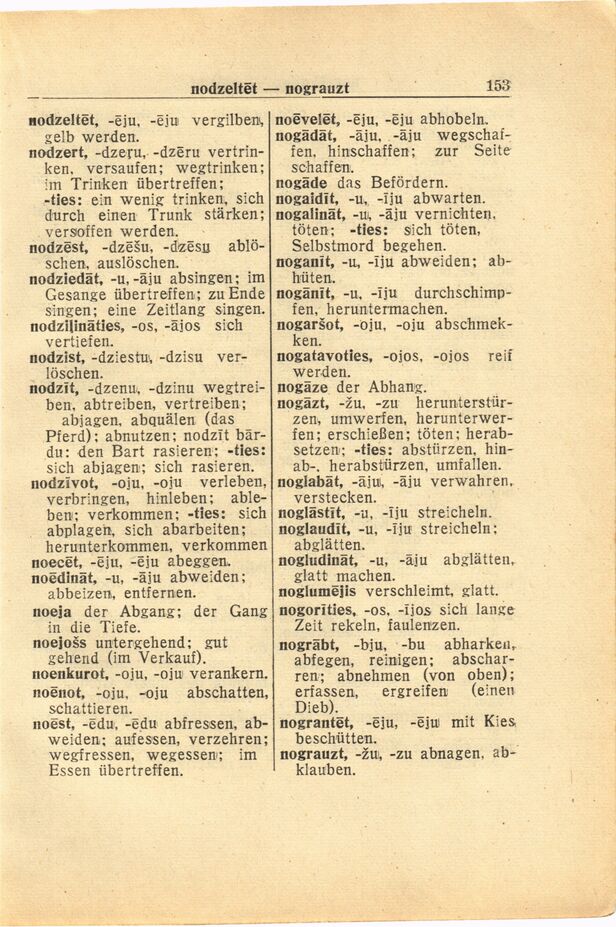 nodzeltēt — nograuzt 153
nodzeltēt, -ēju, -ēju vergilben,
gelb werden.
nodzert, -dzeŗu, -dzēru vertrin-
ken, versaufen; wegtrinken;
im Trinken übertreffen;
-ties: ein wenig trinken, sich
durch einen Trunk stärken;
versoffen werden.
nodzēst, -dzēšu, -dzēsu ablö-
schen, auslöschen.
nodziedāt, -u, -āju absingen; im
Gesange übertreffen; zu Ende
singen; eine Zeitlang singen.
nodziļināties, -os, -ājos sich
vertiefen.
nodzist, -dziestu, -dzisu ver-
löschen.
nodzīt, -dzenu, -dzinu wegtrei-
ben, abtreiben, vertreiben;
abjagen, abquälen (das
Pferd); abnutzen; nodzīt bār-
du: den Bart rasieren; -ties:
sich abjagen; sich rasieren.
nodzīvot, -oju, -oju verleben,
verbringen, hinleben; able-
ben; verkommen; -ties: sich
abplagen, sich abarbeiten;
herunterkommen, verkommen
noecēt, -ēju, -ēju abeggen.
noēdināt, -u, -āju abweiden;
abbeizen, entfernen.
noeja der Abgang; der Gang
in die Tiefe.
noejošs untergehend; gut
gehend (im Verkauf).
noenkurot, -oju, -oju verankern.
noēnot, -oju, -oju abschatten,
schattieren.
noēst, -ēdu, -ēdu abfressen, ab-
weiden; aufessen, verzehren;
wegfressen, wegessen; im
Essen übertreffen.
noēvelēt, -ēju, -ēju abhobeln.
nogādāt, -āju, -āju wegschaf-
fen, hinschaffen; zur Seite
schaffen.
nogāde das Befördern.
nogaidīt, -u, -īju abwarten.
nogalināt, -u, -āju vernichten,
töten; -ties: sich töten,
Selbstmord begehen.
noganīt, -u, -īju abweiden; ab-
hüten.
nogānīt, -u, -īju durchschimp-
fen, heruntermachen.
nogaršot, -oju, -oju abschmek-
ken.
nogatavoties, -ojos, -ojos reif
werden.
nogāze der Abhang.
nogāzt, -žu, -zu herunterstür-
zen, umwerfen, herunterwer-
fen; erschießen; töten; herab-
setzen; -ties: abstürzen, hin-
ab-, herabstürzen, umfallen.
noglabāt, -āju, -āju verwahren,
verstecken.
noglāstīt, -u, -īju streicheln.
noglaudīt, -u, -īju streicheln;
abglätten.
nogludināt, -u, -āju abglätten,
glatt machen.
noglumējis verschleimt, glatt.
nogorīties, -os, -ījos sich lange
Zeit rekeln, faulenzen.
nogrābt, -bju, -bu abharken,
abfegen, reinigen; abschar-
ren; abnehmen (von oben);
erfassen, ergreifen (einen
Dieb).
nograntēt, -ēju, -ēju mit Kies
beschütten.
nograuzt, -žu, -zu abnagen, ab-
klauben.